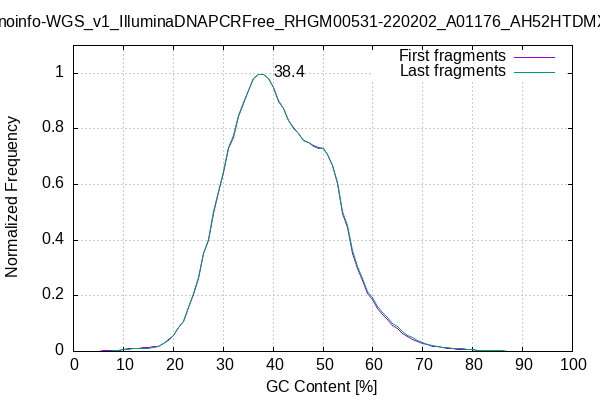 noinfo-WGS_v1_IlluminaDNAPCRFree_RHGM00531-220202_A01176_AH52HTDMX
First fragments
Last fragments
38.4
1
0.8
0.6
0.4
0.2
0
0 10 20 30 40 50 60 70 80 90 100
Normalized Frequency
GC Content [%]